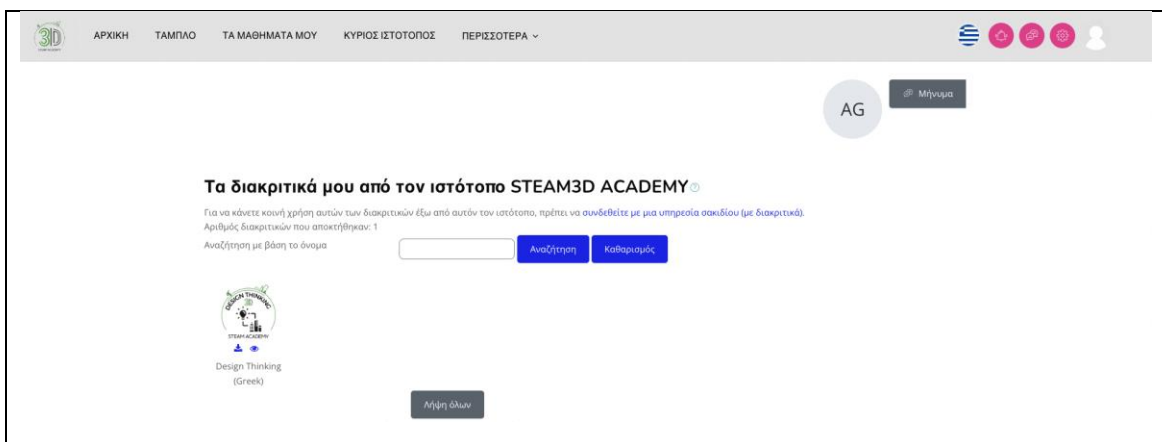 3D
ΑΡΧΙΚΗ ΤΑΜΠΛΟ ΤΑ ΜΑΘΗΜΑΤΑ ΜΟΥ ΚΥΡΙΟΣ ΙΣΤΟΤΟΠΟΣ ΠΕΡΙΣΣΟΤΕΡΑ
AG
Μήνυμα
Τα διακριτικά μου από τον ιστότοπο STEAM3D ACADEMY
Για να κάνετε κοινή χρήση αυτών των διακριτικών έξω από αυτόν τον ιστότοπο, πρέπει να συνδεθείτε με μια υπηρεσία σακιδίου (με διακριτικά).
Αριθμός διακριτικών που αποκτήθηκαν: 1
Αναζήτηση με βάση το όνομα Αναζήτηση Καθαρισμός
DESIGN THINKING
3D
STEAM ACADEMY
Design Thinking
(Greek)
Λήψη όλων